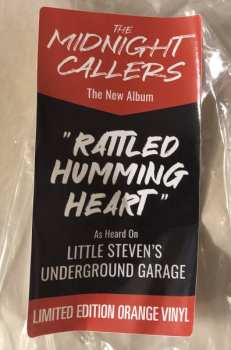 THE
MIDNIGHT
CALLERS
The New Album
"RATTLED
HUMMING
HEART"
As Heard On
LITTLE STEVEN'S
UNDERGROUND GARAGE
LIMITED EDITION ORANGE VINYL